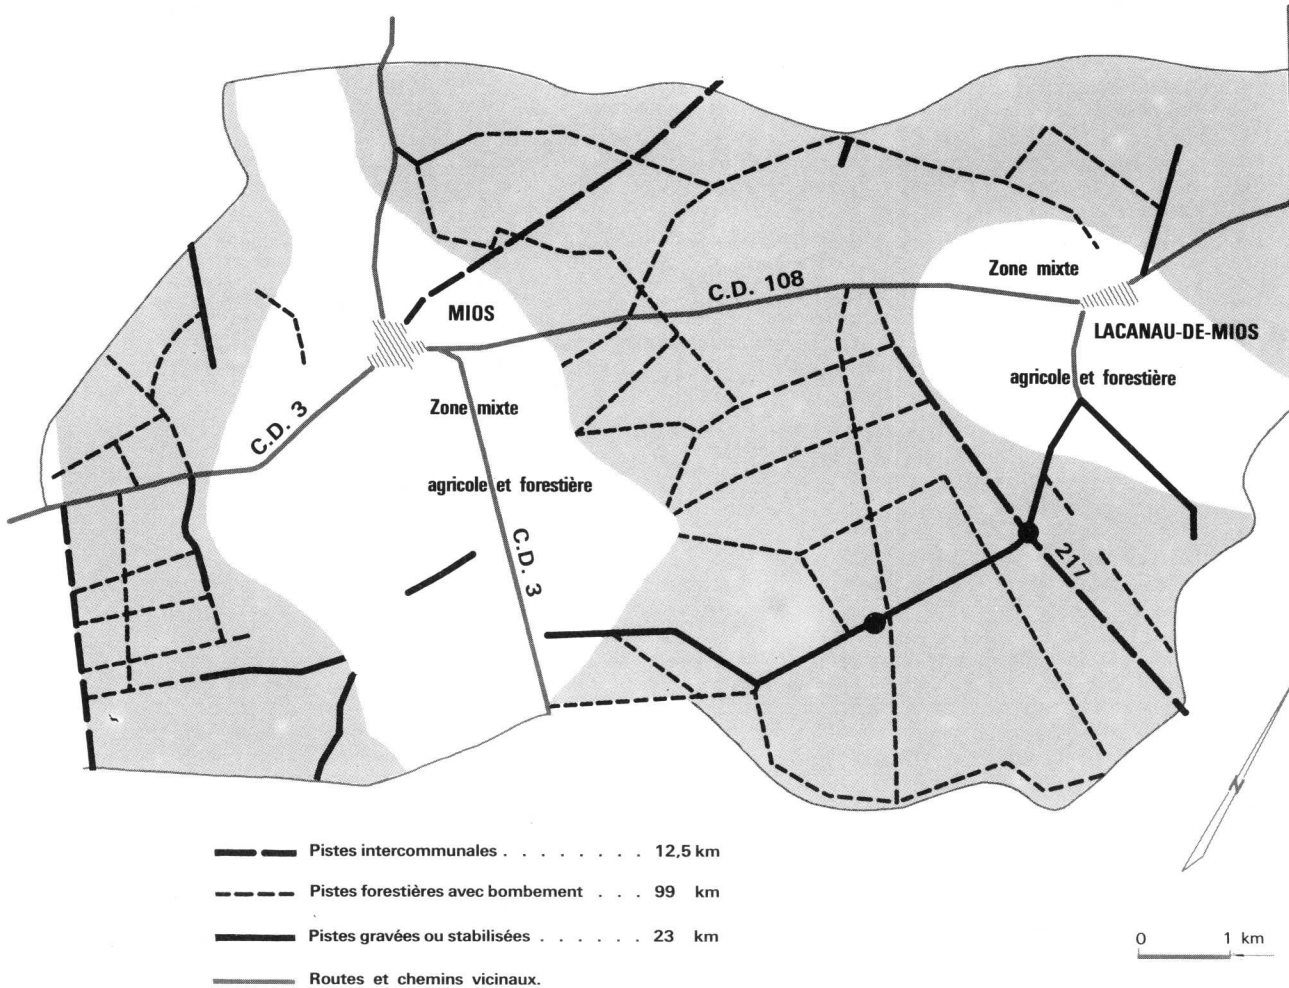 Zone mixte
C.D. 108
MIOS
LACANAU-DE-MIOS
agricole et forestière
Zone mixte
C.D. 3
agricole et forestière
C.D. 3
217
N
Pistes intercommunales . . . . . . . . 12,5 km
Pistes forestières avec bombement . . . 99 km
Pistes gravées ou stabilisées . . . . . . 23 km
0 1 km
Routes et chemins vicinaux.